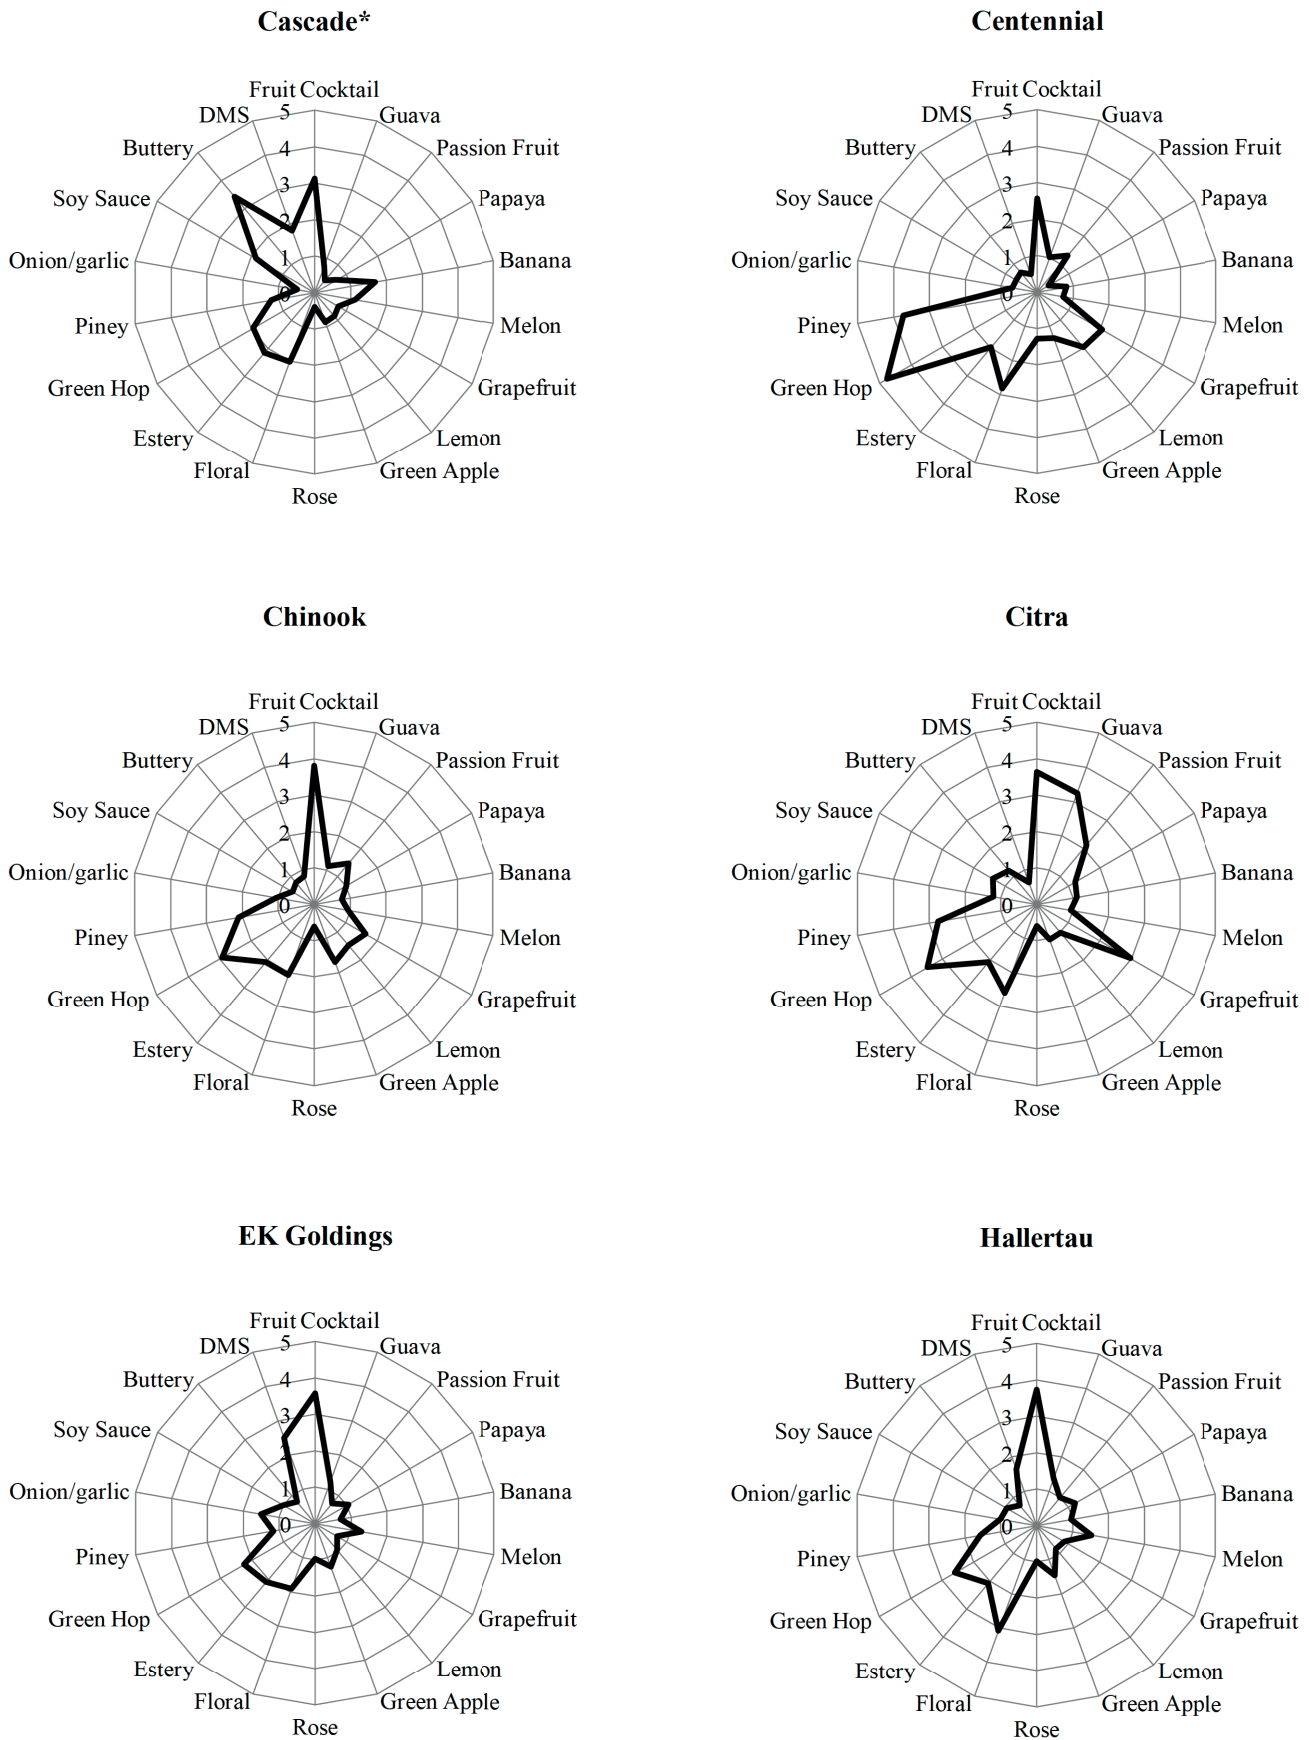 Cascade*
Fruit Cocktail
DMS
5
Guava
Buttery
4
Passion Fruit
Soy Sauce
3
Papaya
2
Onion/garlic
1
Banana
0
Piney
Melon
Green Hop
Grapefruit
Estery
Lemon
Floral
Green Apple
Rose
Centennial
Fruit Cocktail
DMS
5
Guava
Buttery
4
Passion Fruit
Soy Sauce
3
Papaya
2
Onion/garlic
1
Banana
0
Piney
Melon
Green Hop
Grapefruit
Estery
Lemon
Floral
Green Apple
Rose
Chinook
Fruit Cocktail
DMS
5
Guava
Buttery
4
Passion Fruit
Soy Sauce
3
Papaya
2
Onion/garlic
1
Banana
0
Piney
Melon
Green Hop
Grapefruit
Estery
Lemon
Floral
Green Apple
Rose
Citra
Fruit Cocktail
DMS
5
Guava
Buttery
4
Passion Fruit
Soy Sauce
3
Papaya
2
Onion/garlic
1
Banana
0
Piney
Melon
Green Hop
Grapefruit
Estery
Lemon
Floral
Green Apple
Rose
EK Goldings
Fruit Cocktail
DMS
5
Guava
Buttery
4
Passion Fruit
Soy Sauce
3
Papaya
2
Onion/garlic
1
Banana
0
Piney
Melon
Green Hop
Grapefruit
Estery
Lemon
Floral
Green Apple
Rose
Hallertau
Fruit Cocktail
DMS
5
Guava
Buttery
4
Passion Fruit
Soy Sauce
3
Papaya
2
Onion/garlic
1
Banana
0
Piney
Melon
Green Hop
Grapefruit
Estery
Lemon
Floral
Green Apple
Rose